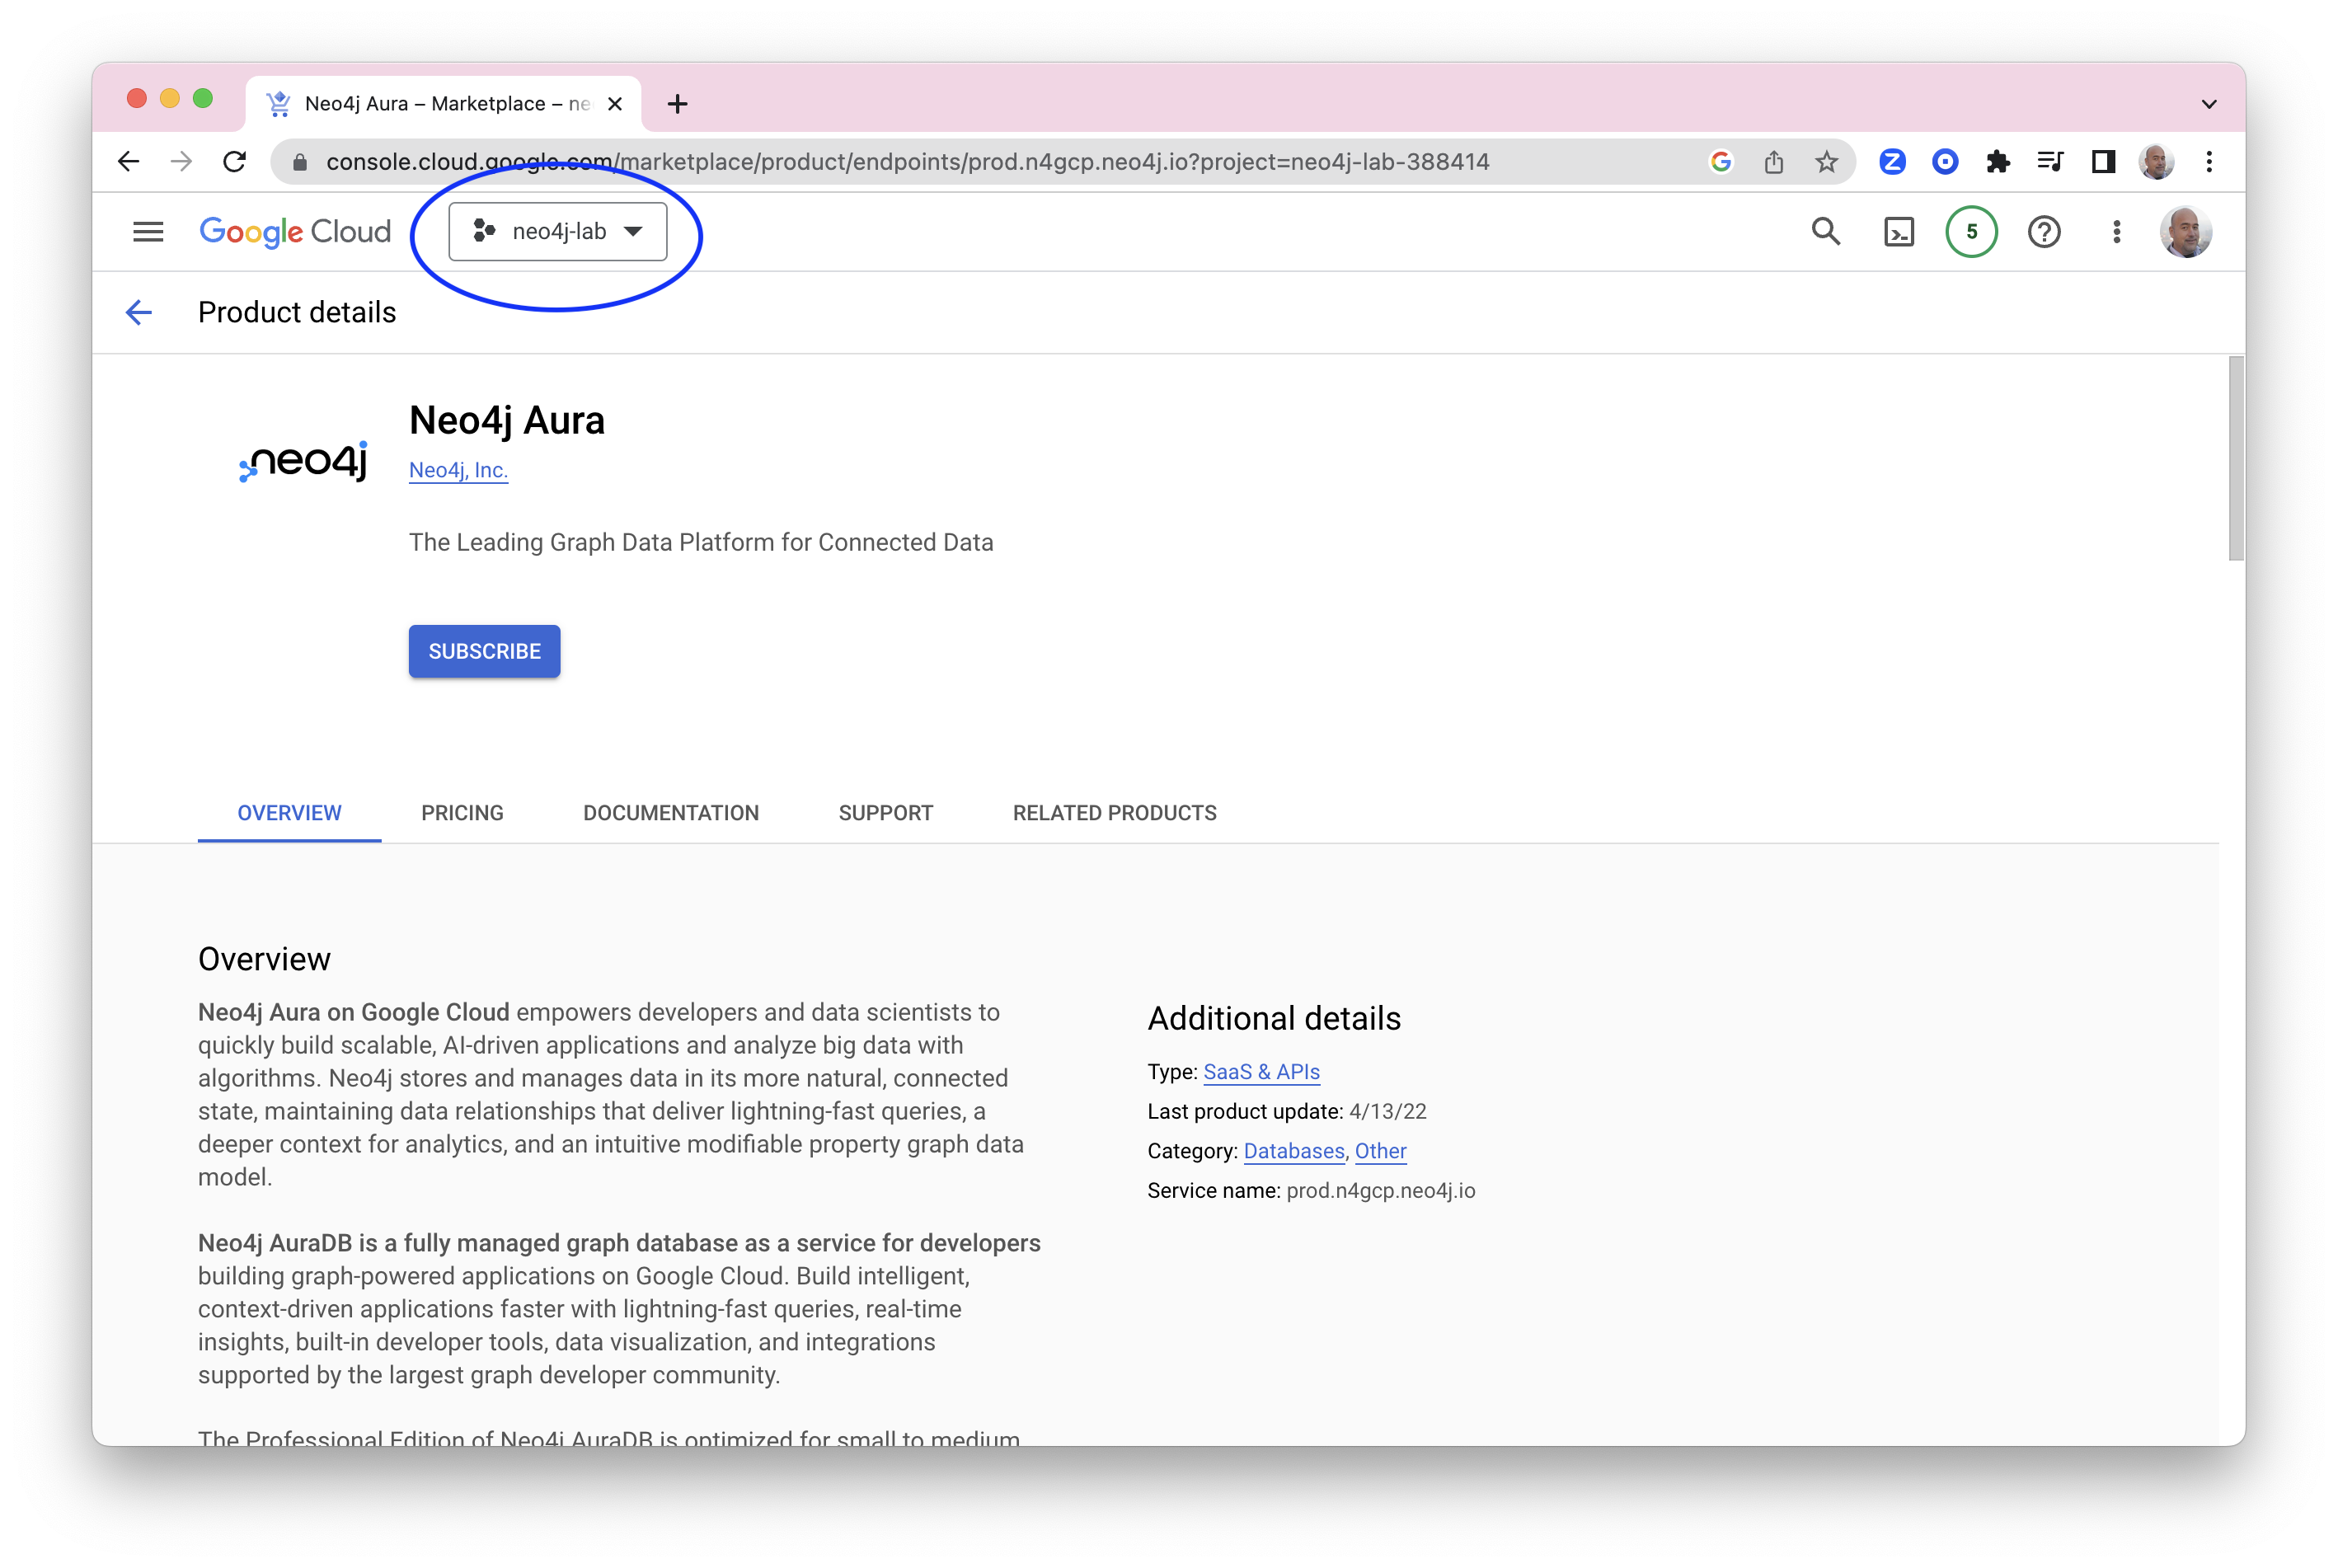 Neo4j Aura – Marketplace – neo
console.cloud.google.com/marketplace/product/endpoints/prod.n4gcp.neo4j.io?project=neo4j-lab-388414
Google Cloud
neo4j-lab
5
Product details
neo4j
Neo4j Aura
Neo4j, Inc.
The Leading Graph Data Platform for Connected Data
SUBSCRIBE
OVERVIEW PRICING DOCUMENTATION SUPPORT RELATED PRODUCTS
Overview
Neo4j Aura on Google Cloud empowers developers and data scientists to
quickly build scalable, AI-driven applications and analyze big data with
algorithms. Neo4j stores and manages data in its more natural, connected
state, maintaining data relationships that deliver lightning-fast queries, a
deeper context for analytics, and an intuitive modifiable property graph data
model.
Neo4j AuraDB is a fully managed graph database as a service for developers
building graph-powered applications on Google Cloud. Build intelligent,
context-driven applications faster with lightning-fast queries, real-time
insights, built-in developer tools, data visualization, and integrations
supported by the largest graph developer community.
The Professional Edition of Neo4j AuraDB is optimized for small to medium
Additional details
Type: SaaS & APIs
Last product update: 4/13/22
Category: Databases, Other
Service name: prod.n4gcp.neo4j.io